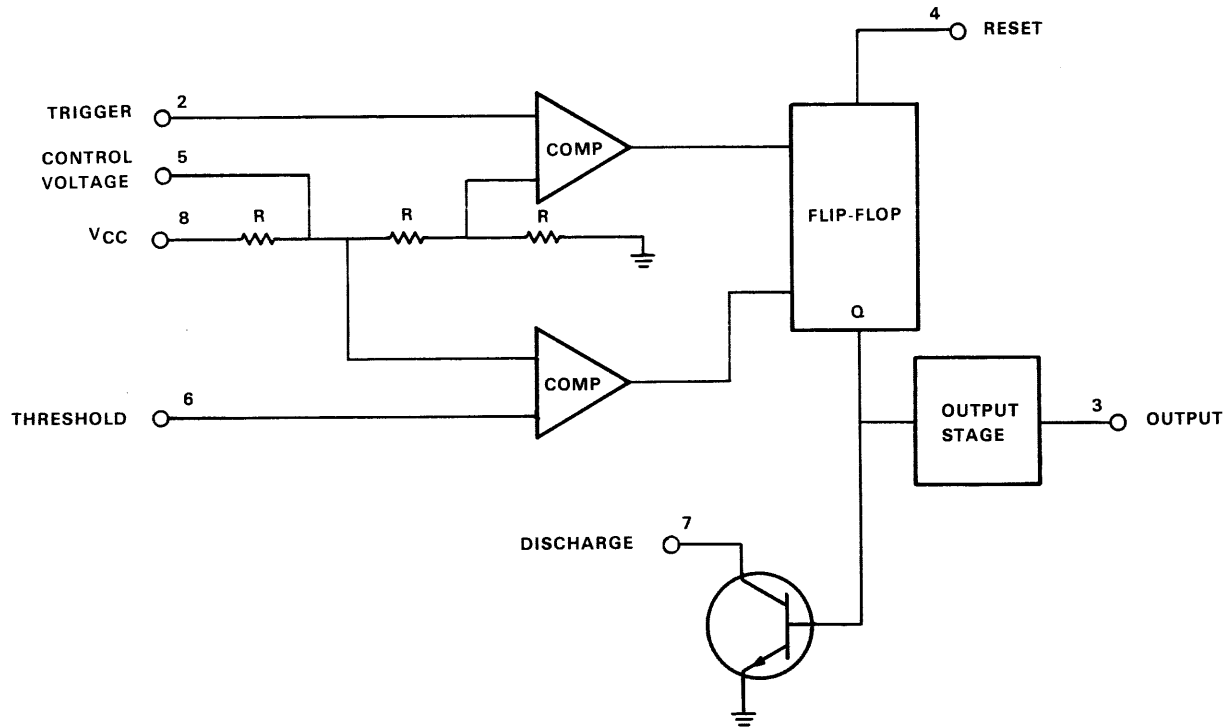 4
RESET
TRIGGER
2
COMP
CONTROL
VOLTAGE
5
FLIP-FLOP
VCC
8
R
R
R
Q
COMP
THRESHOLD
6
OUTPUT
STAGE
3
OUTPUT
DISCHARGE
7